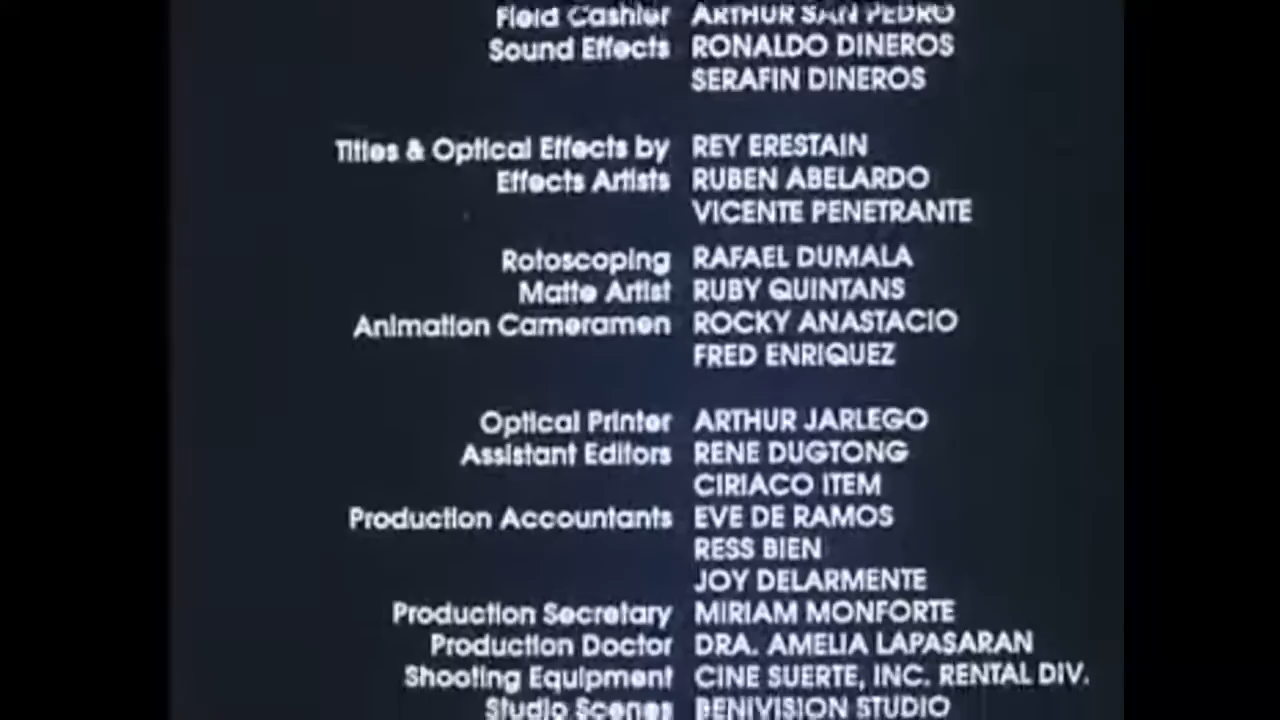 Field Cashier ARTHUR SAN PEDRO
Sound Effects RONALDO DINEROS
SERAFIN DINEROS
Titles & Optical Effects by REY ERESTAIN
Effects Artists RUBEN ABELARDO
VICENTE PENETRANTE
Rotoscoping RAFAEL DUMALA
Matte Artist RUBY QUINTANS
Animation Cameramen ROCKY ANASTACIO
FRED ENRIQUEZ
Optical Printer ARTHUR JARLEGO
Assistant Editors RENE DUGTONG
CIRIACO ITEM
Production Accountants EVE DE RAMOS
RESS BIEN
JOY DELARMENTE
Production Secretary MIRIAM MONFORTE
Production Doctor DRA. AMELIA LAPASARAN
Shooting Equipment CINE SUERTE, INC. RENTAL DIV.
Studio Scenes BENIVISION STUDIO